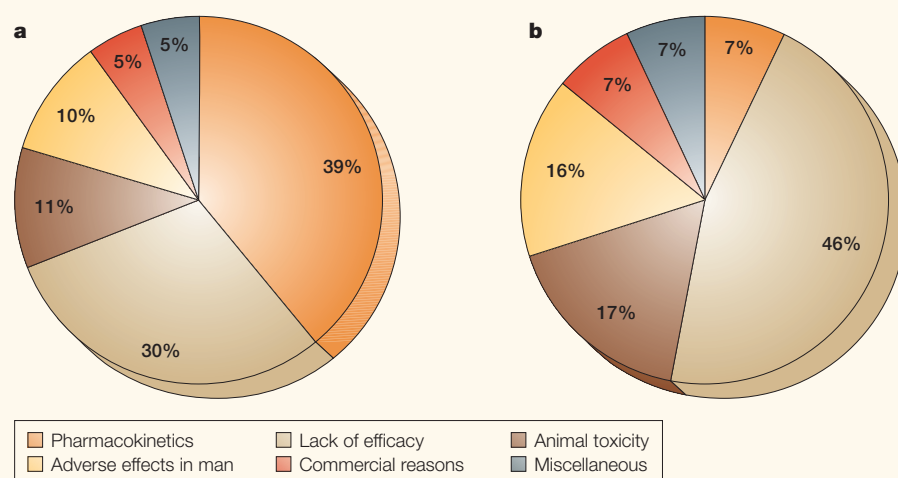 a
5%
5%
10%
39%
11%
30%
b
7%
7%
7%
16%
46%
17%
Pharmacokinetics
Lack of efficacy
Animal toxicity
Adverse effects in man
Commercial reasons
Miscellaneous